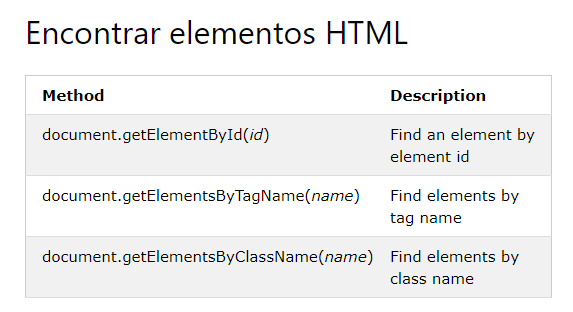 Encontrar elementos HTML
Method Description
document.getElementById(id) Find an element by
element id
document.getElementsByTagName(name) Find elements by
tag name
document.getElementsByClassName(name) Find elements by
class name